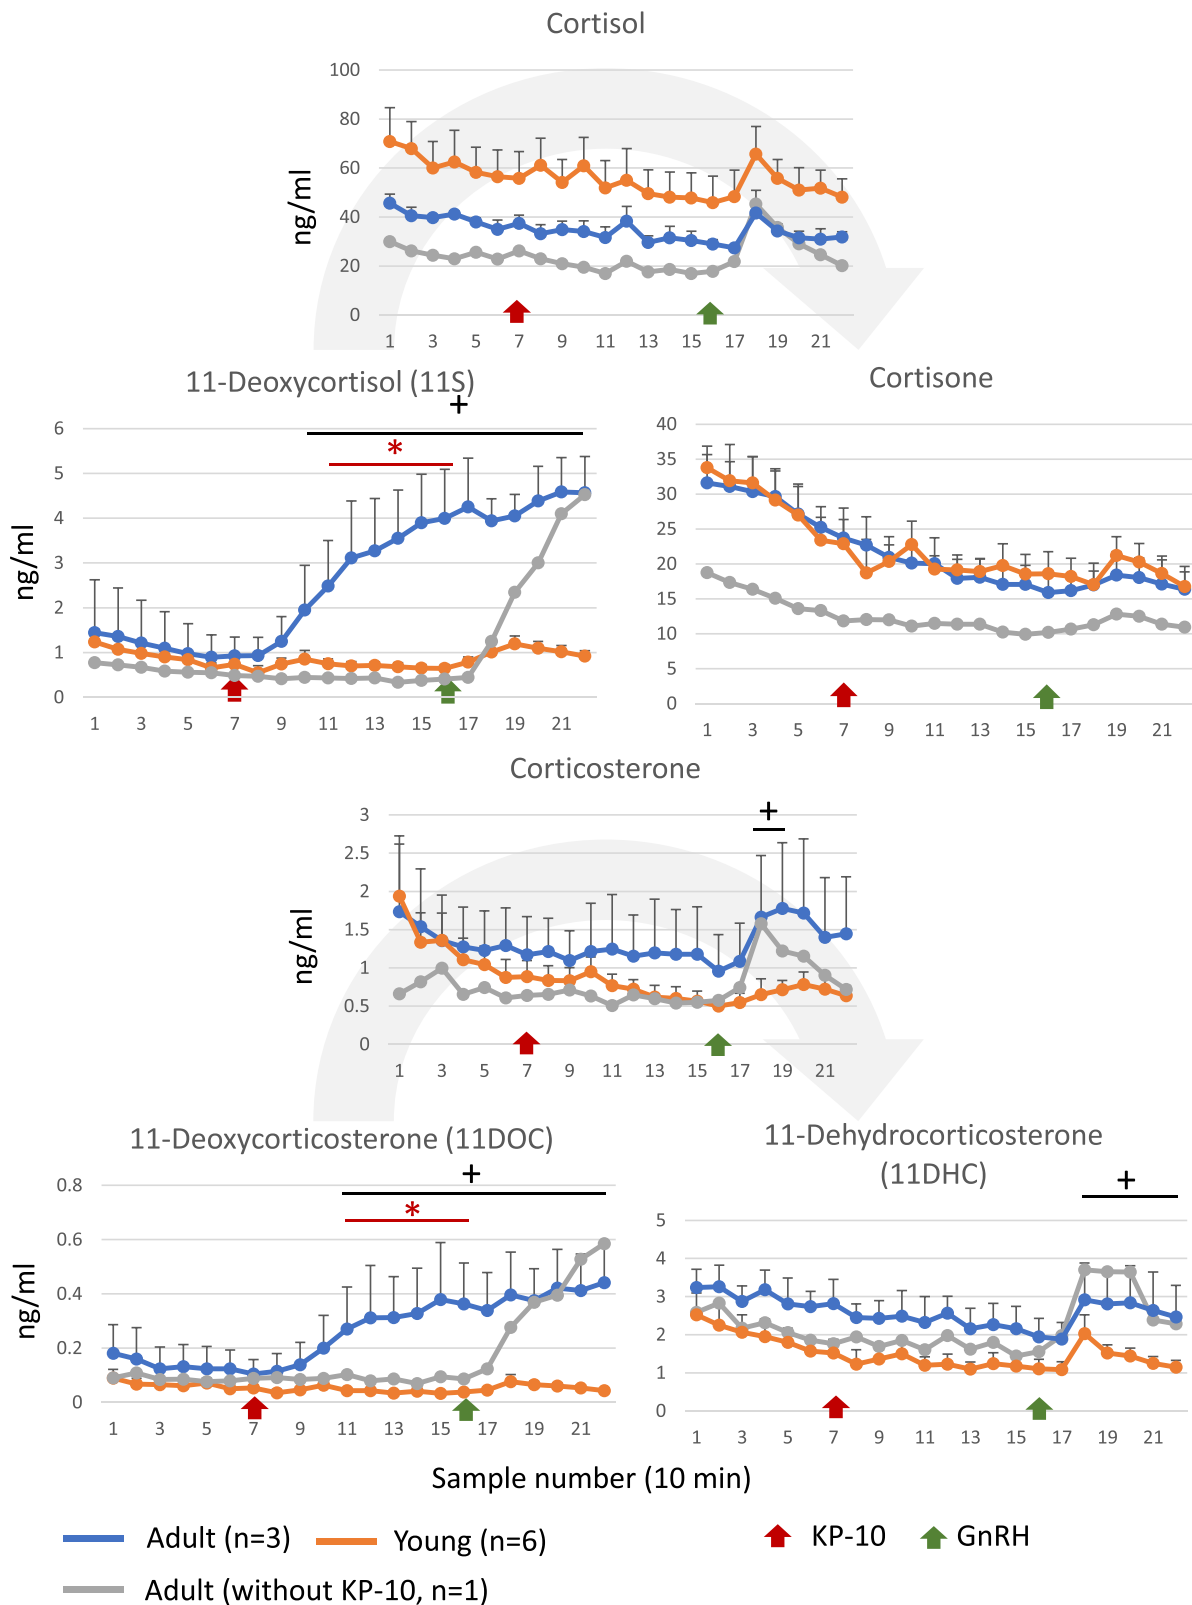 Cortisol
100
80
60
40
20
0
ng/ml
1 3 5 7 9 11 13 15 17 19 21
11-Deoxycortisol (11S)
+
*
6
5
4
3
2
1
0
ng/ml
1 3 5 7 9 11 13 15 17 19 21
Cortisone
40
35
30
25
20
15
10
5
0
1 3 5 7 9 11 13 15 17 19 21
Corticosterone
+
3
2.5
2
1.5
1
0.5
0
ng/ml
1 3 5 7 9 11 13 15 17 19 21
11-Deoxycorticosterone (11DOC)
+
*
0.8
0.6
0.4
0.2
0
ng/ml
1 3 5 7 9 11 13 15 17 19 21
11-Dehydrocorticosterone
(11DHC)
+
5
4
3
2
1
0
1 3 5 7 9 11 13 15 17 19 21
Sample number (10 min)
Adult (n=3) Young (n=6) KP-10 GnRH
Adult (without KP-10, n=1)